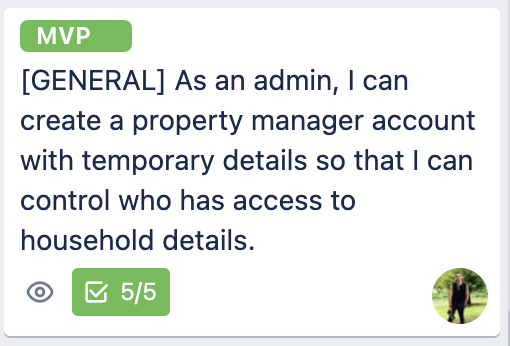 MVP
[GENERAL] As an admin, I can
create a property manager account
with temporary details so that I can
control who has access to
household details.
5/5